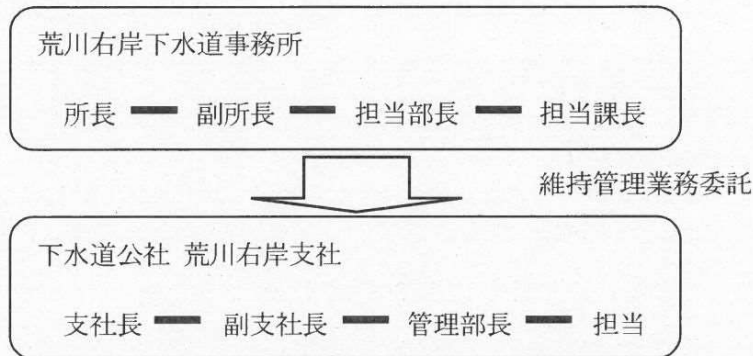 荒川右岸下水道事務所
所長 副所長 担当部長 担当課長
維持管理業務委託
下水道公社 荒川右岸支社
支社長 副支社長 管理部長 担当